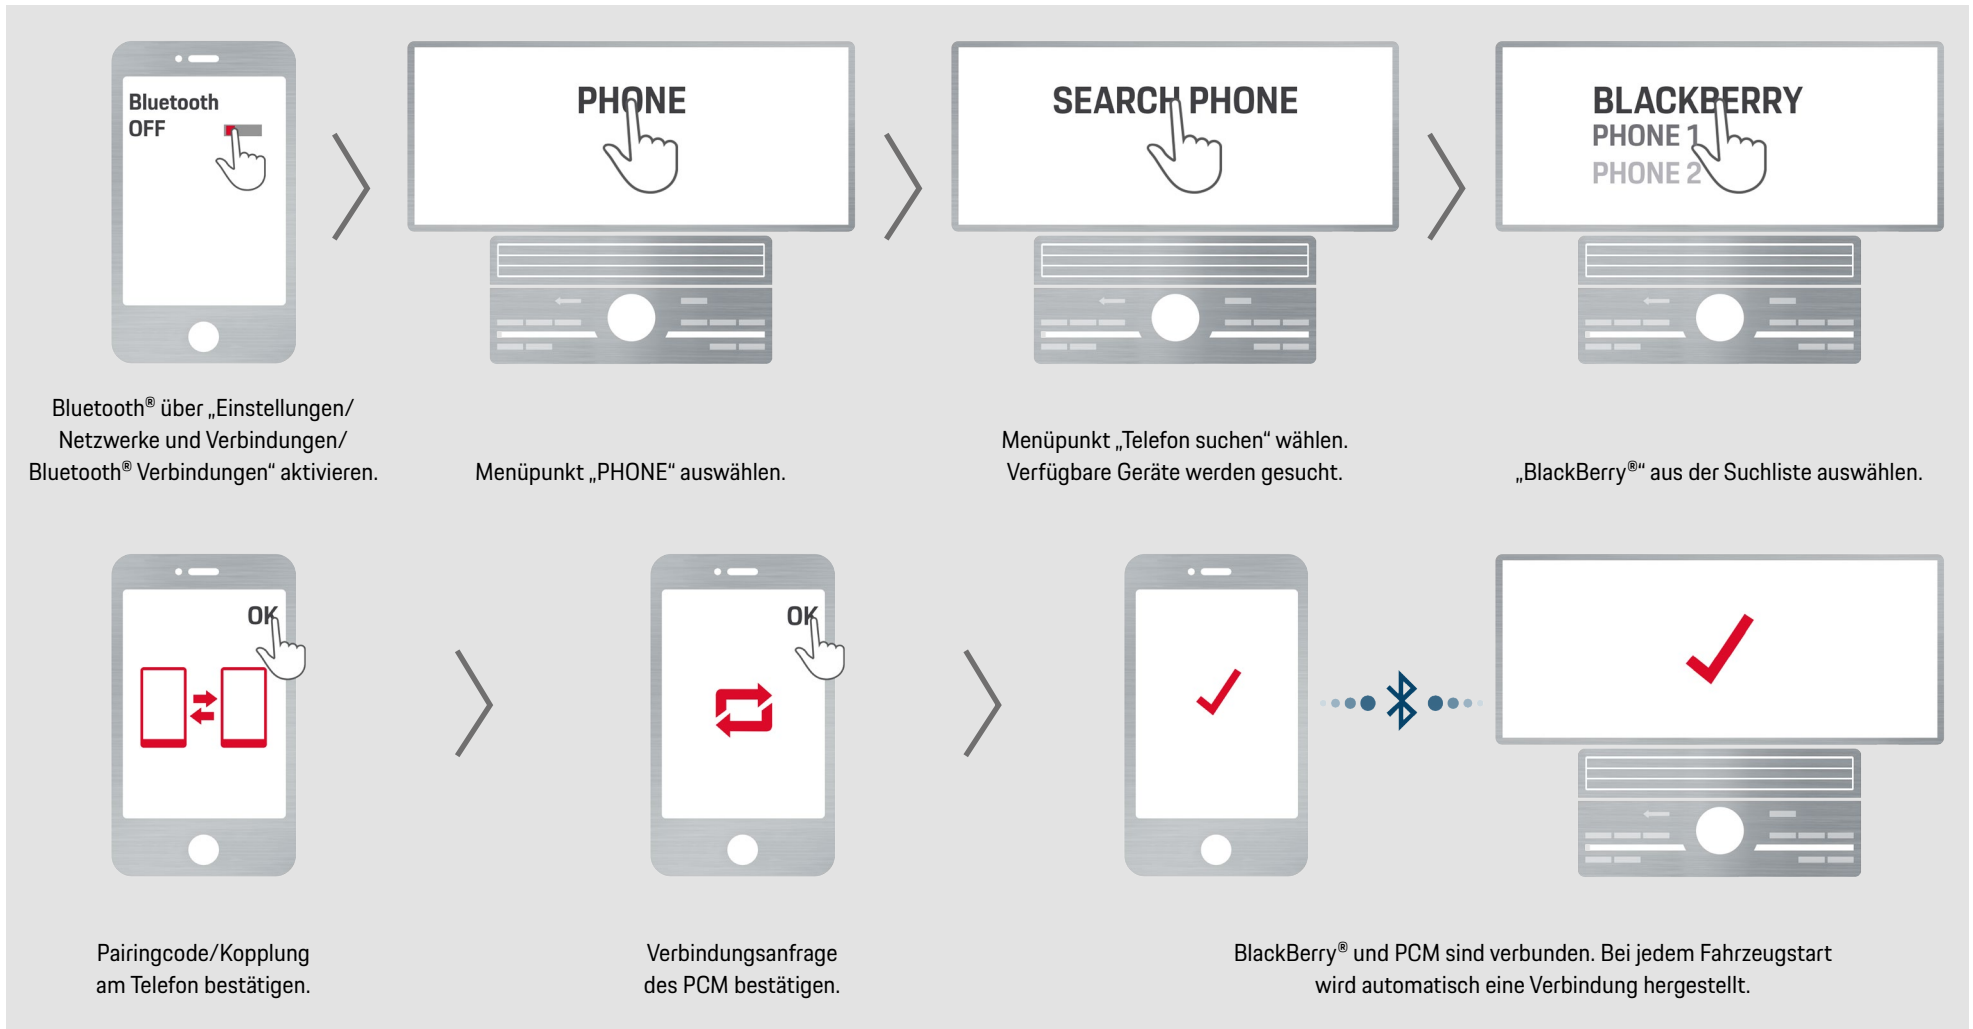 Bluetooth
OFF
PHONE
SEARCH PHONE
BLACKBERRY
PHONE 1
PHONE 2
Bluetooth® über „Einstellungen/
Netzwerke und Verbindungen/
Bluetooth® Verbindungen“ aktivieren.
Menüpunkt „PHONE“ auswählen.
Menüpunkt „Telefon suchen“ wählen.
Verfügbare Geräte werden gesucht.
„BlackBerry®“ aus der Suchliste auswählen.
OK
OK
Pairingcode/Kopplung
am Telefon bestätigen.
Verbindungsanfrage
des PCM bestätigen.
BlackBerry® und PCM sind verbunden. Bei jedem Fahrzeugstart
wird automatisch eine Verbindung hergestellt.